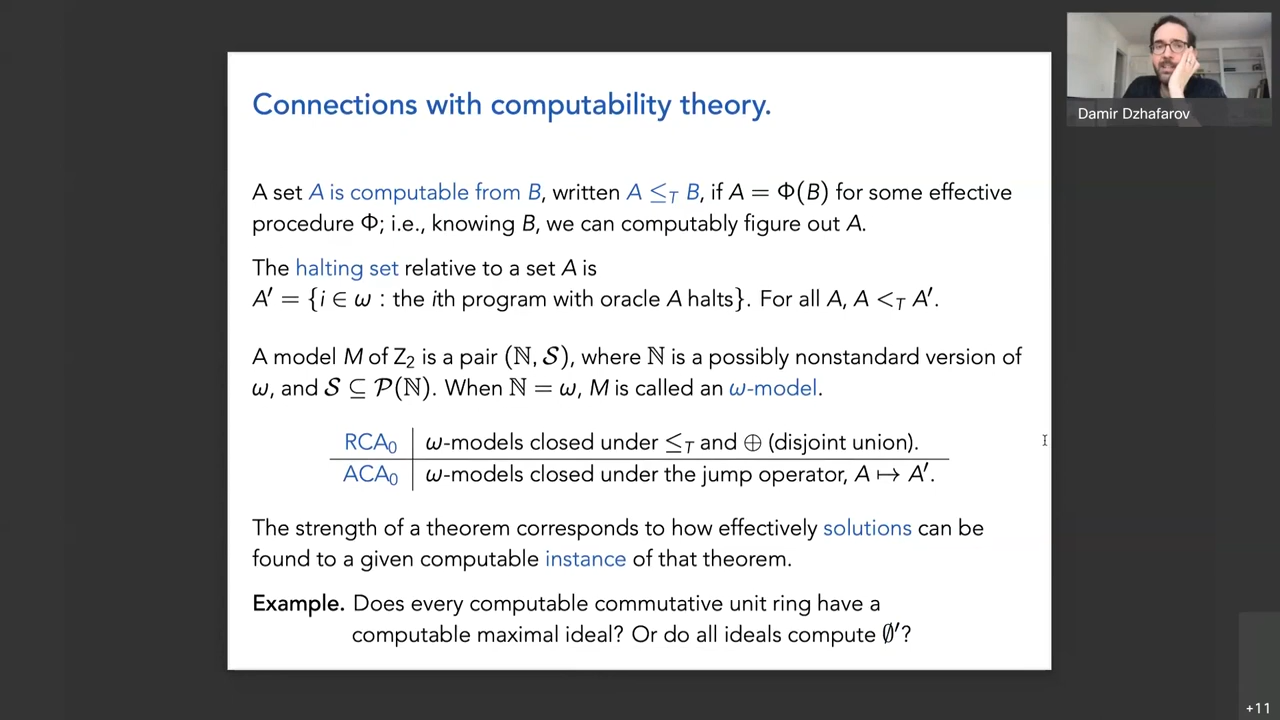 Connections with computability theory.
Damir Dzhafarov
A set A is computable from B, written A ≤_T B, if A = Φ(B) for some effective
procedure Φ; i.e., knowing B, we can computably figure out A.
The halting set relative to a set A is
A′ = {i ∈ ω : the ith program with oracle A halts}. For all A, A <_T A′.
A model M of Z₂ is a pair (ℕ, 𝒮), where ℕ is a possibly nonstandard version of
ω, and 𝒮 ⊆ 𝒫(ℕ). When ℕ = ω, M is called an ω-model.
RCA₀ | ω-models closed under ≤_T and ⊕ (disjoint union).
ACA₀ | ω-models closed under the jump operator, A ↦ A′.
The strength of a theorem corresponds to how effectively solutions can be
found to a given computable instance of that theorem.
Example. Does every computable commutative unit ring have a
computable maximal ideal? Or do all ideals compute ∅′?
+11